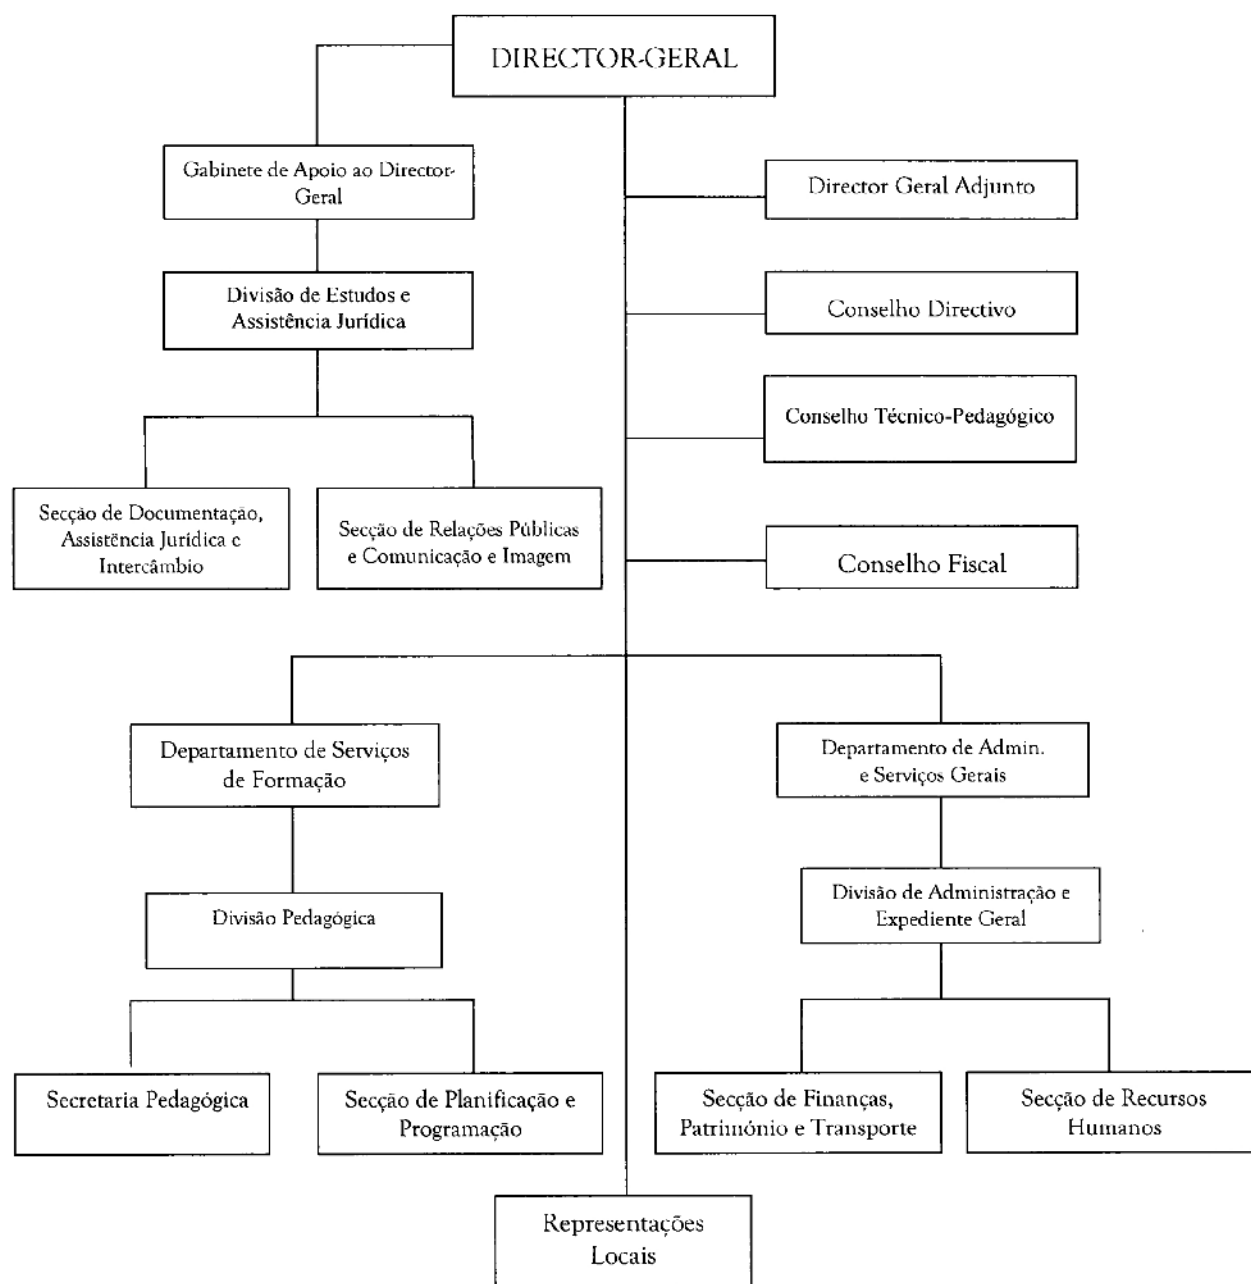 DIRECTOR-GERAL
Gabinete de Apoio ao Director-
Geral
Director Geral Adjunto
Divisão de Estudos e
Assistência Jurídica
Conselho Directivo
Conselho Técnico-Pedagógico
Secção de Documentação,
Assistência Jurídica e
Intercâmbio
Secção de Relações Públicas
e Comunicação e Imagem
Conselho Fiscal
Departamento de Serviços
de Formação
Departamento de Admin.
e Serviços Gerais
Divisão Pedagógica
Divisão de Administração e
Expediente Geral
Secretaria Pedagógica
Secção de Planificação e
Programação
Secção de Finanças,
Património e Transporte
Secção de Recursos
Humanos
Representações
Locais